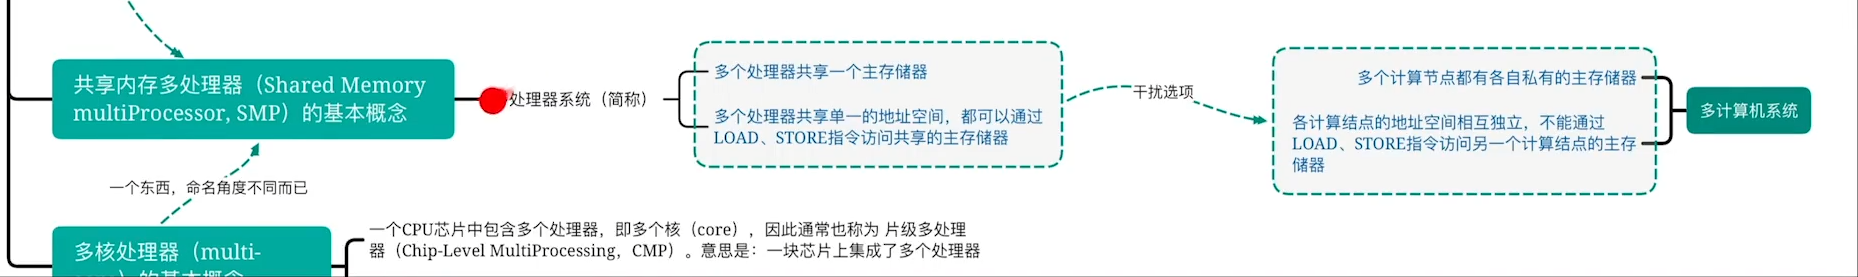 共享内存多处理器（Shared Memory
multiProcessor, SMP）的基本概念
处理器系统（简称）
多个处理器共享一个主存储器
多个处理器共享单一的地址空间，都可以通过
LOAD、STORE指令访问共享的主存储器
干扰选项
多个计算节点都有各自私有的主存储器
各计算结点的地址空间相互独立，不能通过
LOAD、STORE指令访问另一个计算结点的主存
储器
多计算机系统
一个东西，命名角度不同而已
多核处理器（multi-
）的基本概念
一个CPU芯片中包含多个处理器，即多个核（core），因此通常也称为 片级多处理
器（Chip-Level MultiProcessing，CMP）。意思是：一块芯片上集成了多个处理器